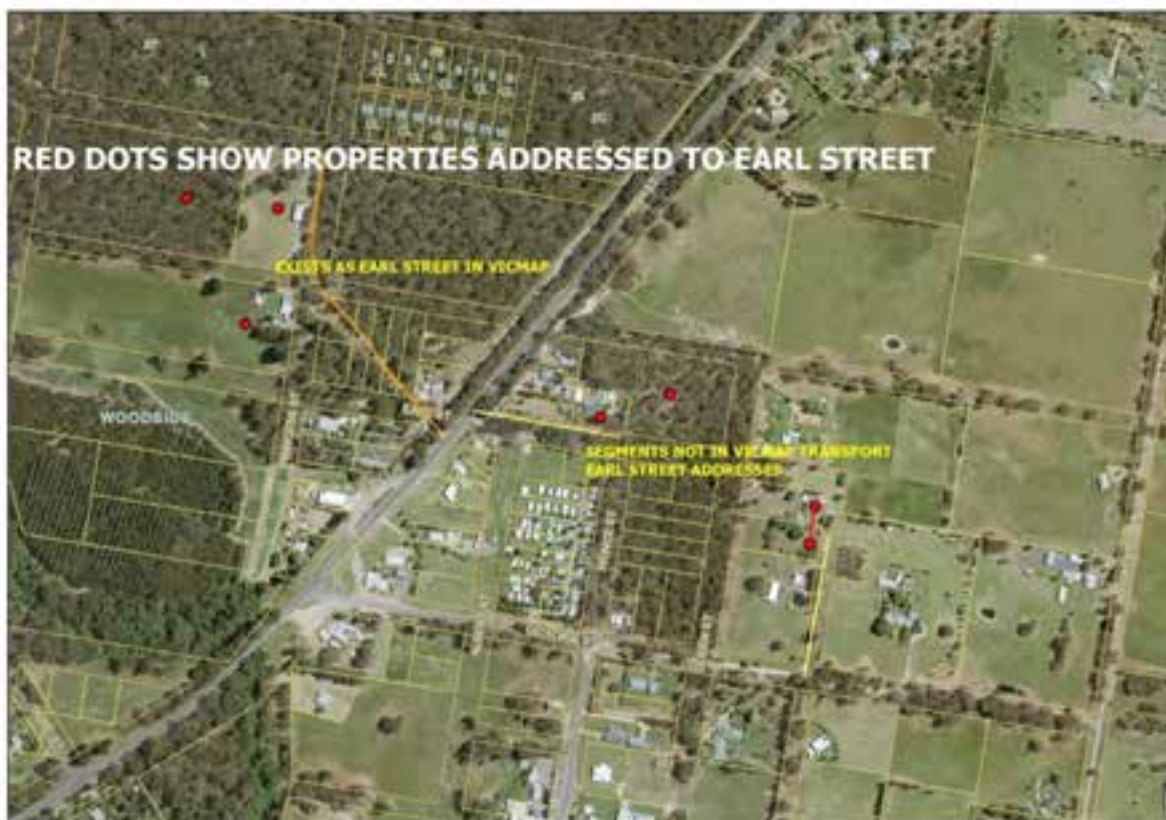 RED DOTS SHOW PROPERTIES ADDRESSED TO EARL STREET
EXISTS AS EARL STREET IN VICMAP
WOODSIDE
SEGMENTS NOT IN VICMAP TRANSPORT
EARL STREET ADDRESSES